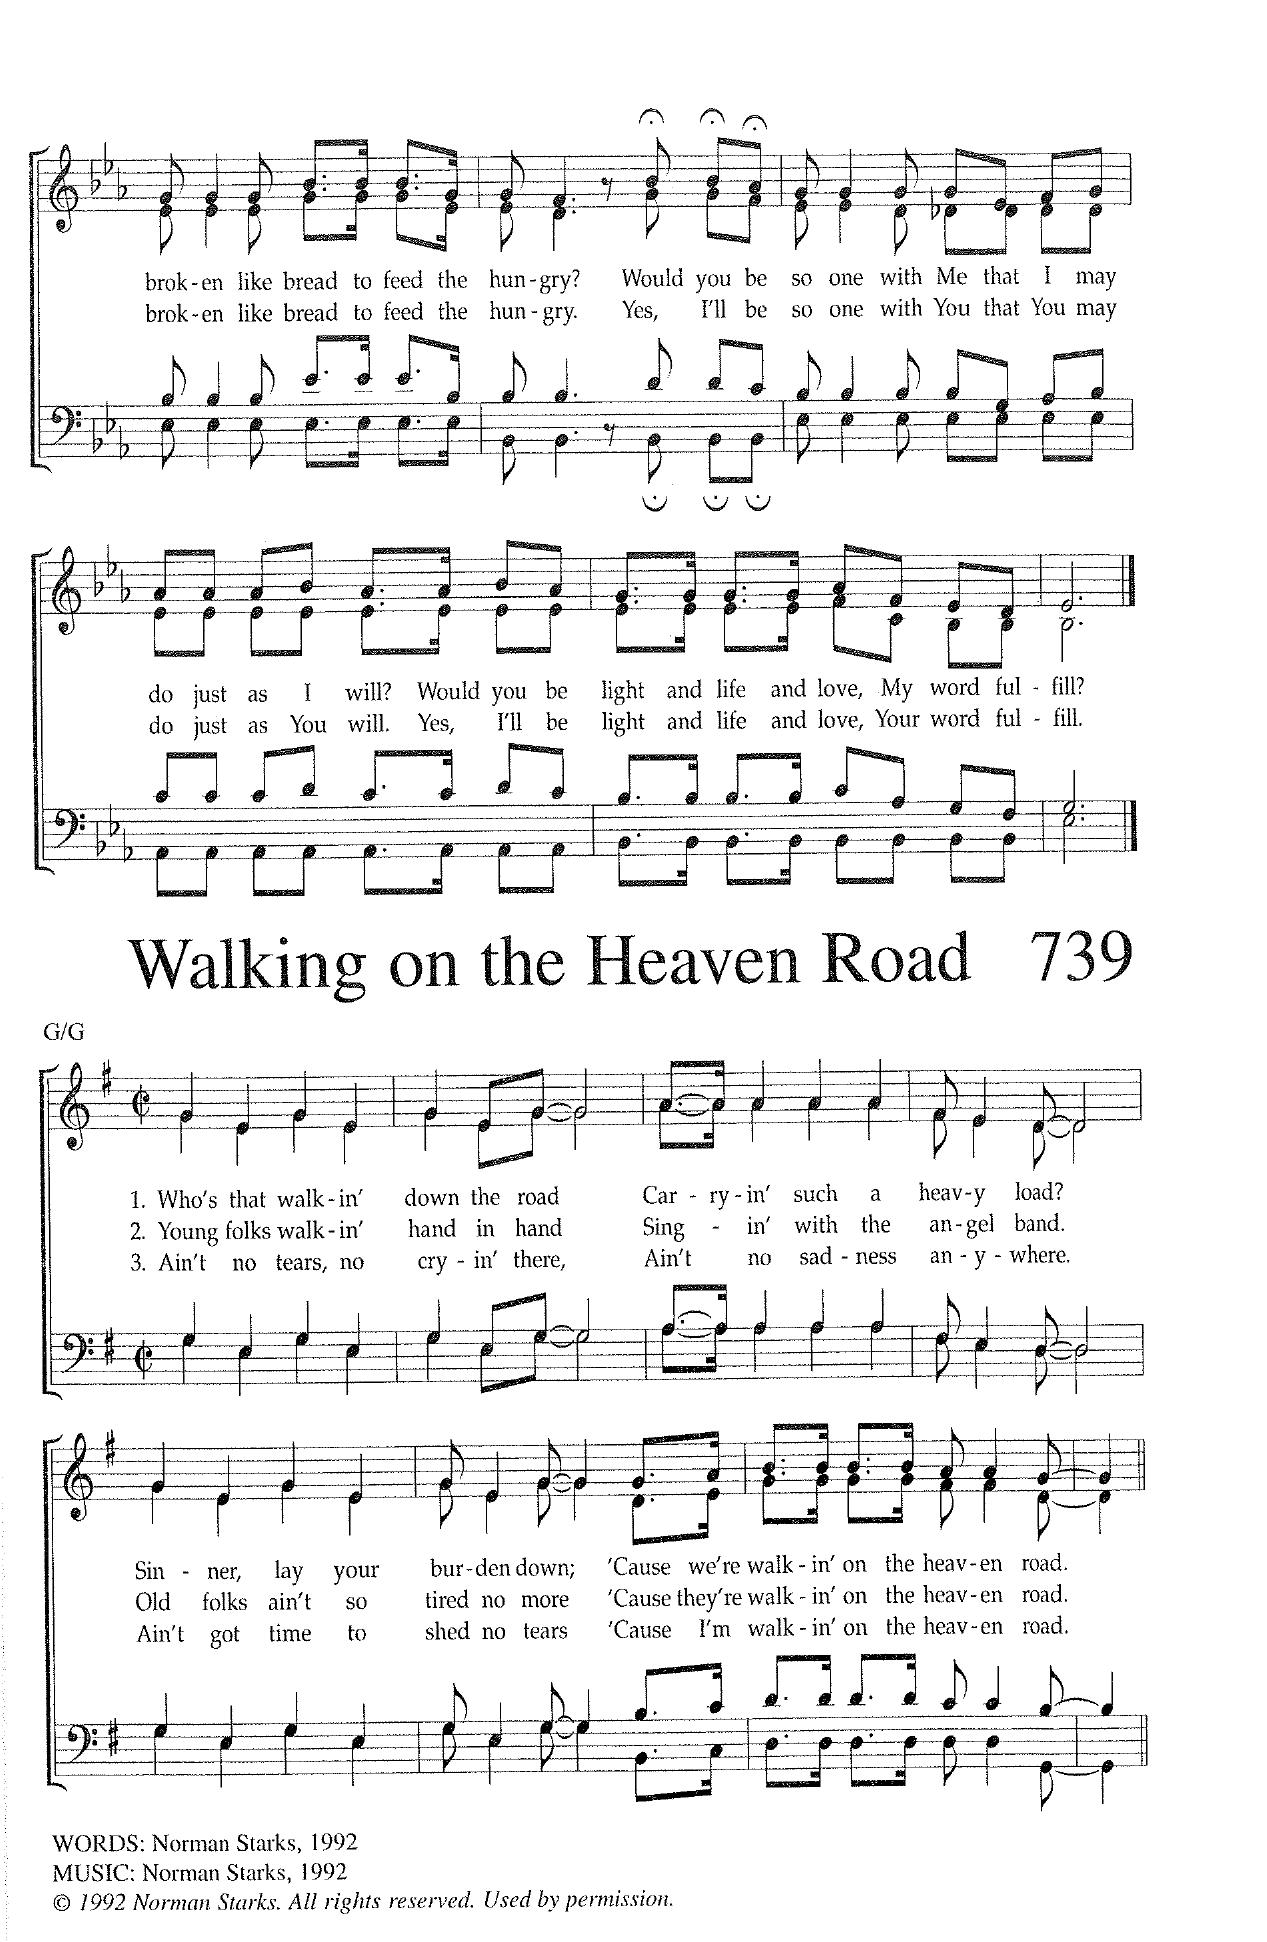 brok-en like bread to feed the hun-gry? Would you be so one with Me that I may
brok-en like bread to feed the hun-gry. Yes, I'll be so one with You that You may
do just as I will? Would you be light and life and love, My word ful - fill?
do just as You will. Yes, I'll be light and life and love, Your word ful - fill.
Walking on the Heaven Road 739
G/G
1. Who's that walk-in' down the road Car - ry-in' such a heav-y load?
2. Young folks walk-in' hand in hand Sing - in' with the an-gel band.
3. Ain't no tears, no cry - in' there, Ain't no sad - ness an - y - where.
Sin - ner, lay your bur-den down; 'Cause we're walk - in' on the heav-en road.
Old folks ain't so tired no more 'Cause they're walk - in' on the heav-en road.
Ain't got time to shed no tears 'Cause I'm walk - in' on the heav-en road.
WORDS: Norman Starks, 1992
MUSIC: Norman Starks, 1992
© 1992 Norman Starks. All rights reserved. Used by permission.